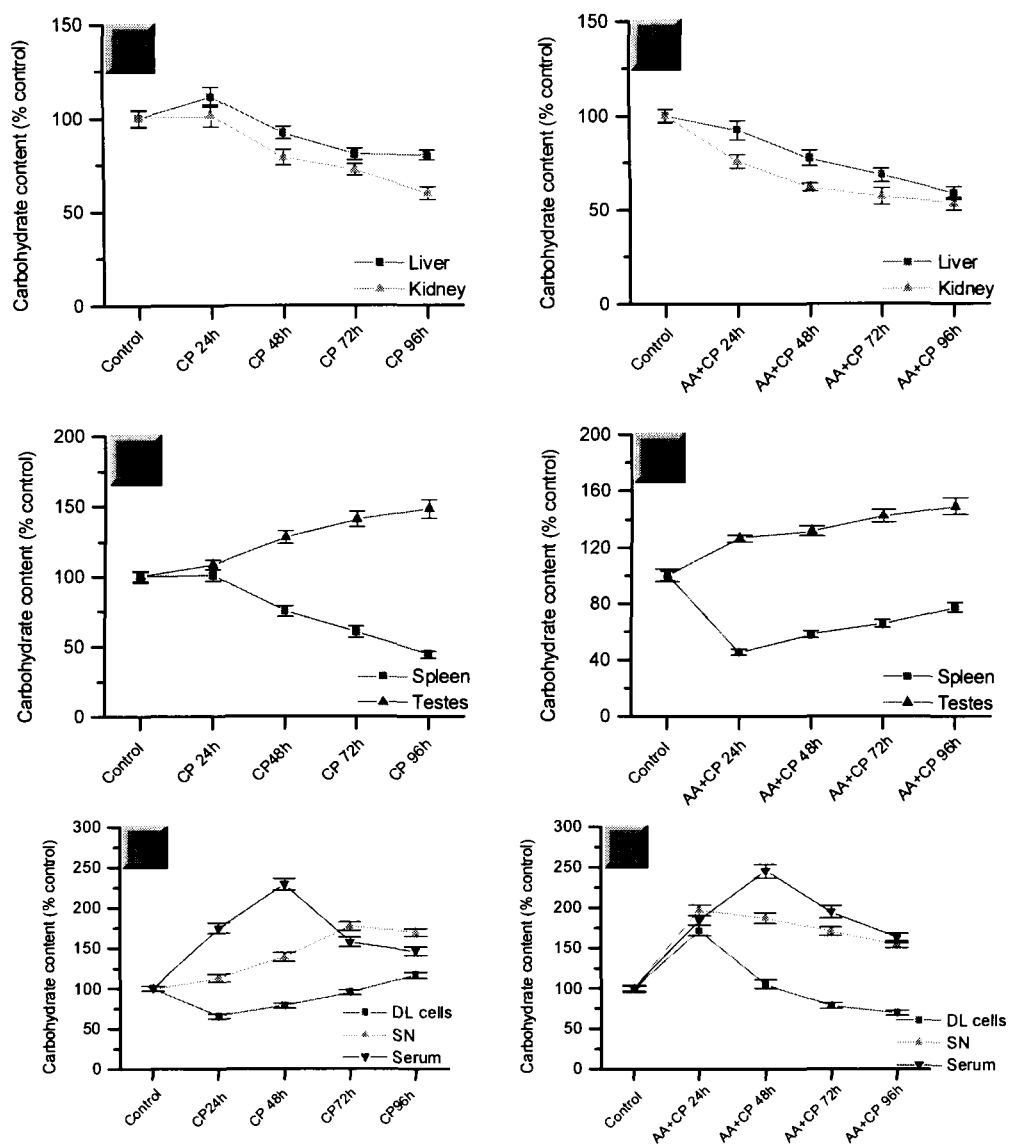 Carbohydrate content (% control)
150
100
50
0
Liver
Kidney
Control
CP 24h
CP 48h
CP 72h
CP 96h
Carbohydrate content (% control)
150
100
50
0
Liver
Kidney
Control
AA+CP 24h
AA+CP 48h
AA+CP 72h
AA+CP 96h
Carbohydrate content (% control)
200
150
100
50
0
Spleen
Testes
Control
CP 24h
CP48h
CP 72h
CP 96h
Carbohydrate content (% control)
200
160
120
80
40
0
Spleen
Testes
Control
AA+CP 24h
AA+CP 48h
AA+CP 72h
AA+CP 96h
Carbohydrate content (% control)
300
250
200
150
100
50
0
DL cells
SN
Serum
Control
CP24h
CP 48h
CP72h
CP96h
Carbohydrate content (% control)
300
250
200
150
100
50
0
DL cells
SN
Serum
Control
AA+CP 24h
AA+CP 48h
AA+CP 72h
AA+CP 96h